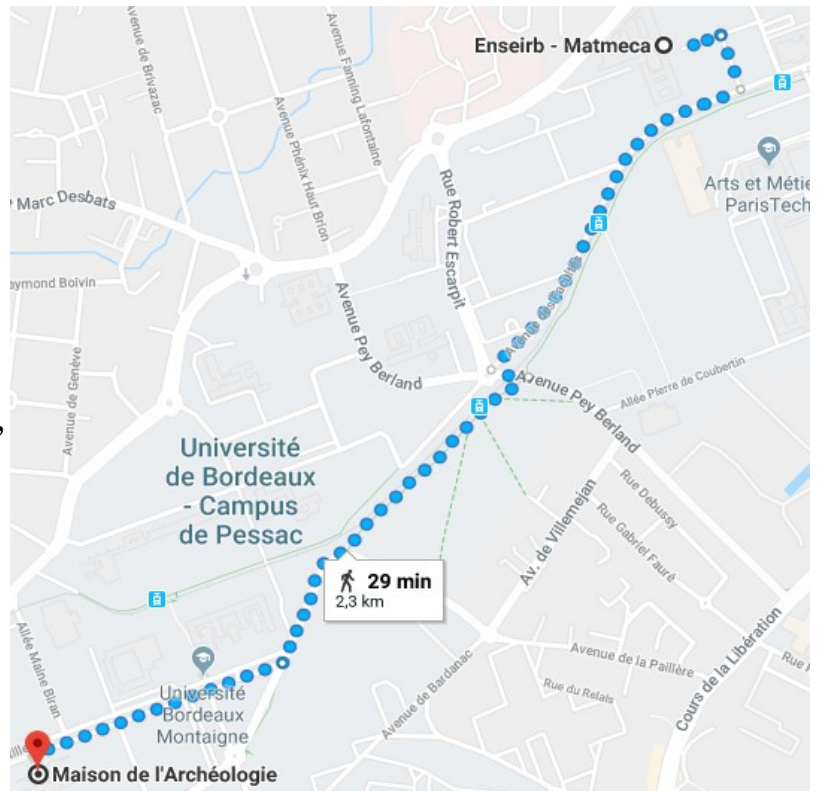 Enseirb - Matmeca
Avenue de Brivazac
Avenue Fanning Lafontaine
Avenue Phénix Haut Brion
Arts et Métie
ParisTech
Marc Desbats
Rue Robert Escarpit
aymond Boivin
Avenue des Facultés
Avenue Pey Berland
Avenue de Genève
Avenue Pey Berland
Allée Pierre de Coubertin
,
Université
de Bordeaux
- Campus
de Pessac
Rue Debussy
Rue Gabriel Fauré
Av. de Villemejan
29 min
2,3 km
Cours de la Libération
Allée Maine Biran
Avenue de la Paillère
Rue
Rue du Relais
Avenue de Bardanac
Université
Bordeaux
Montaigne
Maison de l'Archéologie